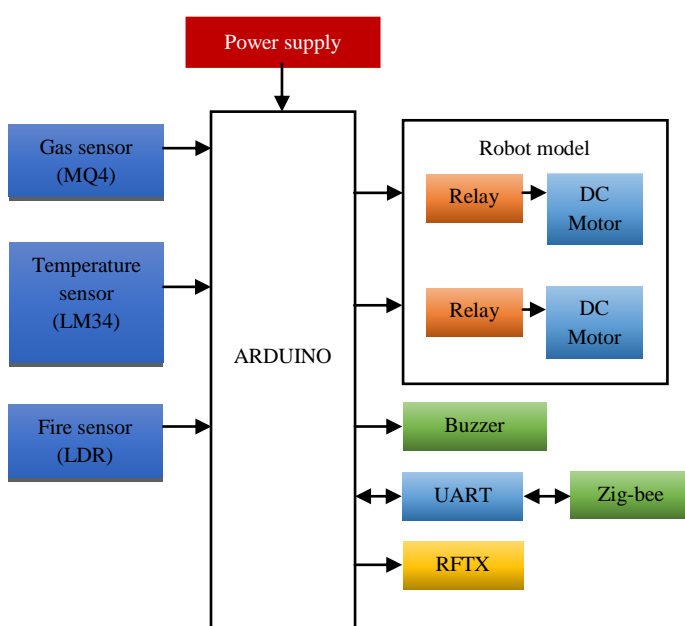 Power supply
Gas sensor
(MQ4)
Temperature
sensor
(LM34)
Fire sensor
(LDR)
ARDUINO
Robot model
Relay
DC
Motor
Relay
DC
Motor
Buzzer
UART
Zig-bee
RFTX